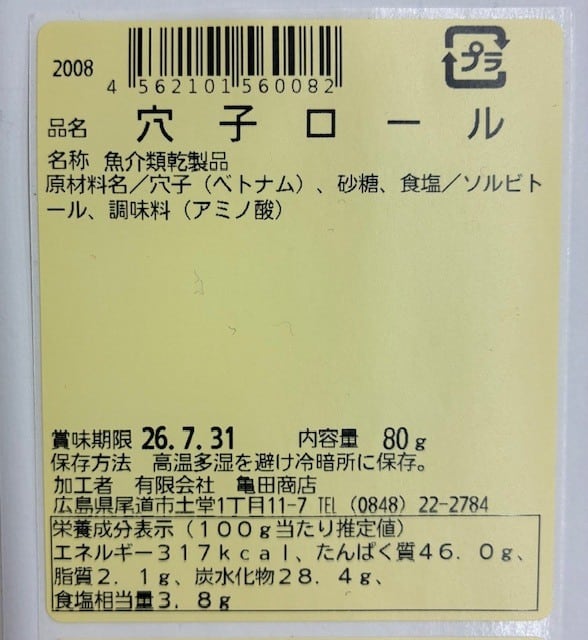 2008
4 562101 560082
プラ
品名 穴子ロール
名称 魚介類乾製品
原材料名／穴子（ベトナム）、砂糖、食塩／ソルビト
ール、調味料（アミノ酸）
賞味期限 26.7.31 内容量 80g
保存方法 高温多湿を避け冷暗所に保存。
加工者 有限会社 亀田商店
広島県尾道市土堂1丁目11-7 TEL（0848）22-2784
栄養成分表示（100g当たり推定値）
エネルギー317kcal、たんぱく質46.0g、
脂質2.1g、炭水化物28.4g、
食塩相当量3.8g